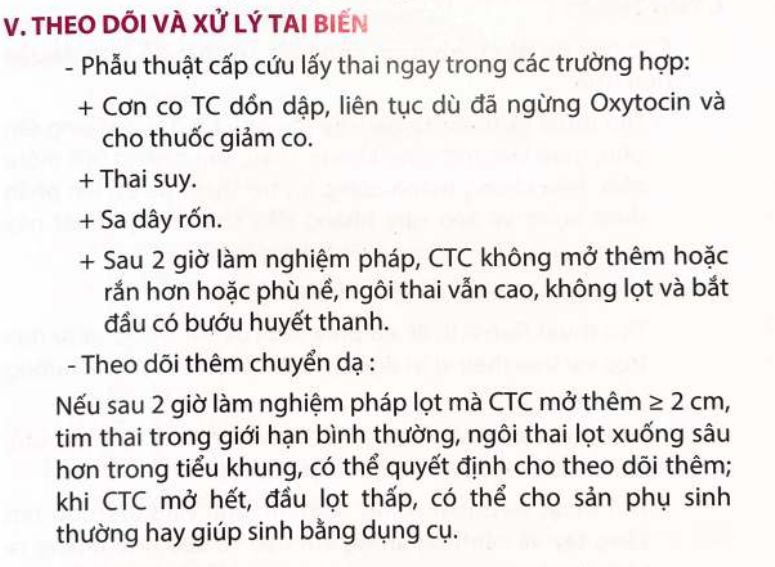 V. THEO DÕI VÀ XỬ LÝ TAI BIẾN
- Phẫu thuật cấp cứu lấy thai ngay trong các trường hợp:
+ Cơn co TC dồn dập, liên tục dù đã ngừng Oxytocin và
cho thuốc giảm co.
+ Thai suy.
+ Sa dây rốn.
+ Sau 2 giờ làm nghiệm pháp, CTC không mở thêm hoặc
rắn hơn hoặc phù nề, ngôi thai vẫn cao, không lọt và bắt
đầu có bướu huyết thanh.
- Theo dõi thêm chuyển dạ :
Nếu sau 2 giờ làm nghiệm pháp lọt mà CTC mở thêm ≥ 2 cm,
tim thai trong giới hạn bình thường, ngôi thai lọt xuống sâu
hơn trong tiểu khung, có thể quyết định cho theo dõi thêm;
khi CTC mở hết, đầu lọt thấp, có thể cho sản phụ sinh
thường hay giúp sinh bằng dụng cụ.